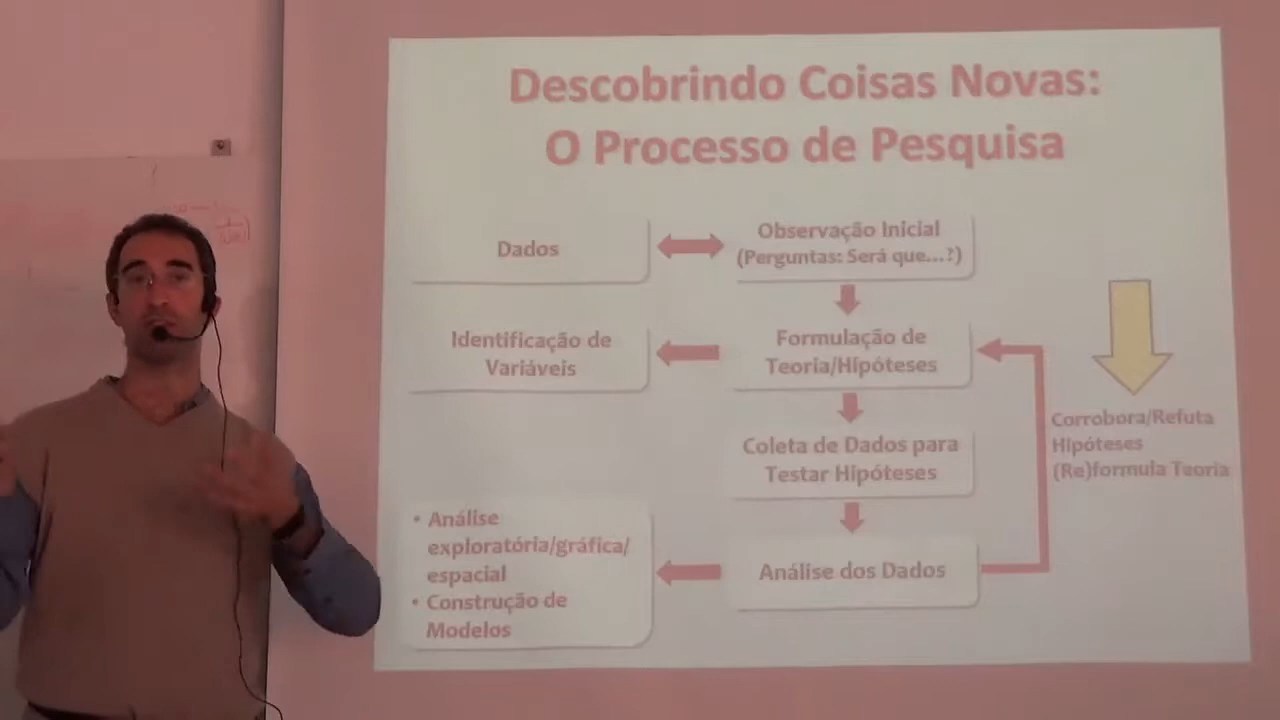 Descobrindo Coisas Novas:
O Processo de Pesquisa
Dados
Observação Inicial
(Perguntas: Será que...?)
Identificação de
Variáveis
Formulação de
Teoria/Hipóteses
Coleta de Dados para
Testar Hipóteses
Corrobora/Refuta
Hipóteses
(Re)formula Teoria
• Análise
exploratória/gráfica/
espacial
• Construção de
Modelos
Análise dos Dados